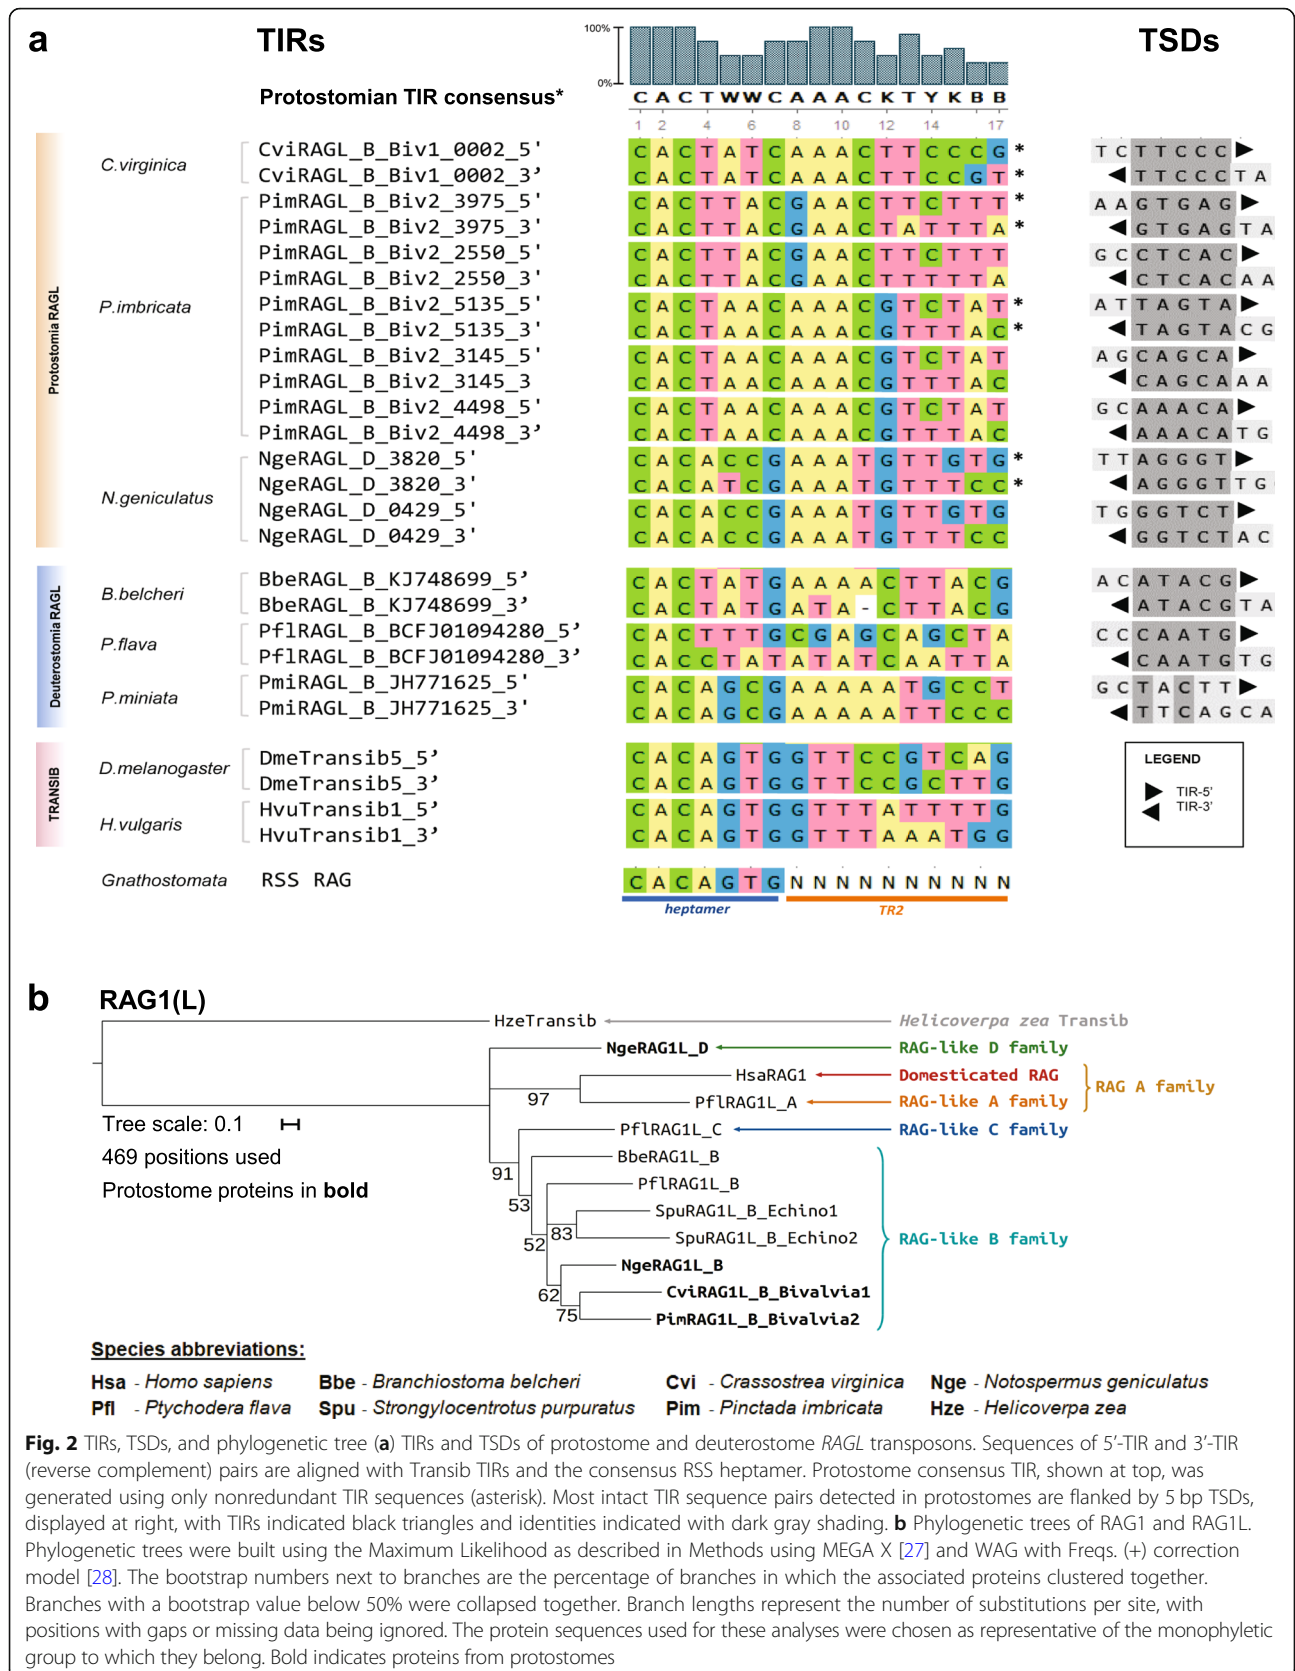 a TIRs TSDs
100%
0%
Protostomian TIR consensus* C A C T W W C A A A C K T Y K B B
1 2 4 6 8 10 12 14 17
Protostomia RAGL
C.virginica
CviRAGL_B_Biv1_0002_5' C A C T A T C A A A C T T C C C G * T C T T C C C
CviRAGL_B_Biv1_0002_3’ C A C T A T C A A A C T T C C G T * T T C C C T A
P.imbricata
PimRAGL_B_Biv2_3975_5' C A C T T A C G A A C T T C T T T * A A G T G A G
PimRAGL_B_Biv2_3975_3' C A C T T A C G A A C T A T T T A * G T G A G T A
PimRAGL_B_Biv2_2550_5' C A C T T A C G A A C T T C T T T G C C T C A C
PimRAGL_B_Biv2_2550_3' C A C T T A C G A A C T T T T T A C T C A C A A
PimRAGL_B_Biv2_5135_5' C A C T A A C A A A C G T C T A T * A T T A G T A
PimRAGL_B_Biv2_5135_3' C A C T A A C A A A C G T T T A C * T A G T A C G
PimRAGL_B_Biv2_3145_5' C A C T A A C A A A C G T C T A T A G C A G C A
PimRAGL_B_Biv2_3145_3 C A C T A A C A A A C G T T T A C C A G C A A A
PimRAGL_B_Biv2_4498_5' C A C T A A C A A A C G T C T A T G C A A A C A
PimRAGL_B_Biv2_4498_3’ C A C T A A C A A A C G T T T A C A A A C A T G
N.geniculatus
NgeRAGL_D_3820_5' C A C A C C G A A A T G T T G T G * T T A G G G T
NgeRAGL_D_3820_3' C A C A T C G A A A T G T T T C C * A G G G T T G
NgeRAGL_D_0429_5' C A C A C C G A A A T G T T G T G T G G G T C T
NgeRAGL_D_0429_3' C A C A C C G A A A T G T T T C C G G T C T A C
Deuterostomia RAGL
B.belcheri
BbeRAGL_B_KJ748699_5’ C A C T A T G A A A A C T T A C G A C A T A C G
BbeRAGL_B_KJ748699_3’ C A C T A T G A T A - C T T A C G A T A C G T A
P.flava
PflRAGL_B_BCFJ01094280_5’ C A C T T T G C G A G C A G C T A C C C A A T G
PflRAGL_B_BCFJ01094280_3’ C A C C T A T A T A T C A A T T A C A A T G T G
P.miniata
PmiRAGL_B_JH771625_5' C A C A G C G A A A A A T G C C T G C T A C T T
PmiRAGL_B_JH771625_3' C A C A G C G A A A A A T T C C C T T C A G C A
TRANSIB
D.melanogaster
DmeTransib5_5’ C A C A G T G G T T C C G T C A G
DmeTransib5_3’ C A C A G T G G T T C C G C T T G
H.vulgaris
HvuTransib1_5’ C A C A G T G G T T T A T T T T G
HvuTransib1_3’ C A C A G T G G T T T A A A T G G
LEGEND
TIR-5'
TIR-3'
Gnathostomata RSS RAG C A C A G T G N N N N N N N N N N
heptamer TR2
b RAG1(L)
HzeTransib Helicoverpa zea Transib
NgeRAG1L_D RAG-like D family
HsaRAG1 Domesticated RAG
RAG A family
97
PflRAG1L_A RAG-like A family
Tree scale: 0.1
PflRAG1L_C RAG-like C family
469 positions used
BbeRAG1L_B
91
Protostome proteins in bold
PflRAG1L_B
53
SpuRAG1L_B_Echino1
83
52
SpuRAG1L_B_Echino2
RAG-like B family
NgeRAG1L_B
62
CviRAG1L_B_Bivalvia1
75
PimRAG1L_B_Bivalvia2
Species abbreviations:
Hsa - Homo sapiens Bbe - Branchiostoma belcheri Cvi - Crassostrea virginica Nge - Notospermus geniculatus
Pfl - Ptychodera flava Spu - Strongylocentrotus purpuratus Pim - Pinctada imbricata Hze - Helicoverpa zea
Fig. 2 TIRs, TSDs, and phylogenetic tree (a) TIRs and TSDs of protostome and deuterostome RAGL transposons. Sequences of 5′-TIR and 3′-TIR
(reverse complement) pairs are aligned with Transib TIRs and the consensus RSS heptamer. Protostome consensus TIR, shown at top, was
generated using only nonredundant TIR sequences (asterisk). Most intact TIR sequence pairs detected in protostomes are flanked by 5 bp TSDs,
displayed at right, with TIRs indicated black triangles and identities indicated with dark gray shading. b Phylogenetic trees of RAG1 and RAG1L.
Phylogenetic trees were built using the Maximum Likelihood as described in Methods using MEGA X [27] and WAG with Freqs. (+) correction
model [28]. The bootstrap numbers next to branches are the percentage of branches in which the associated proteins clustered together.
Branches with a bootstrap value below 50% were collapsed together. Branch lengths represent the number of substitutions per site, with
positions with gaps or missing data being ignored. The protein sequences used for these analyses were chosen as representative of the monophyletic
group to which they belong. Bold indicates proteins from protostomes